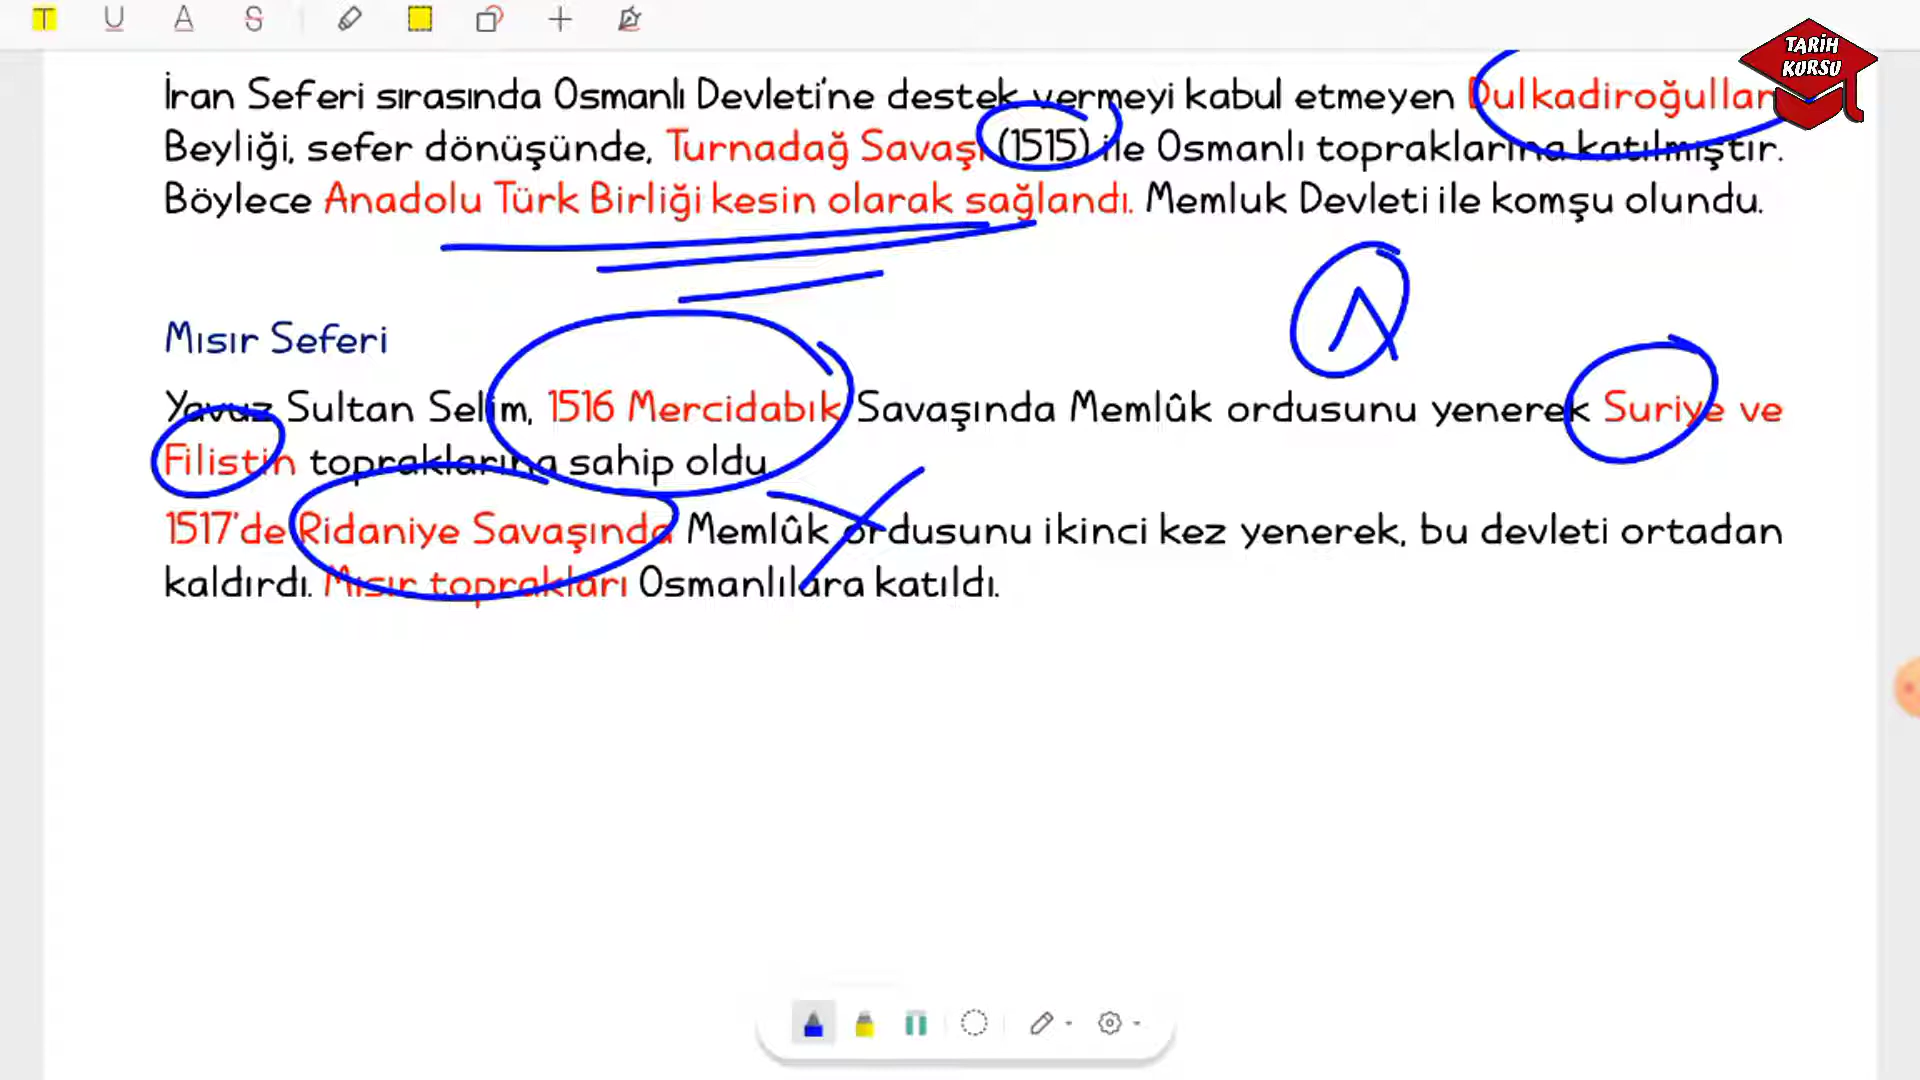 TARİH
KURSU
İran Seferi sırasında Osmanlı Devleti'ne destek vermeyi kabul etmeyen Dulkadiroğulları
Beyliği, sefer dönüşünde, Turnadağ Savaşı (1515) ile Osmanlı topraklarına katılmıştır.
Böylece Anadolu Türk Birliği kesin olarak sağlandı. Memluk Devleti ile komşu olundu.
Mısır Seferi
Yavuz Sultan Selim, 1516 Mercidabık Savaşında Memlûk ordusunu yenerek Suriye ve
Filistin topraklarına sahip oldu.
1517'de Ridaniye Savaşında Memlûk ordusunu ikinci kez yenerek, bu devleti ortadan
kaldırdı. Mısır toprakları Osmanlılara katıldı.